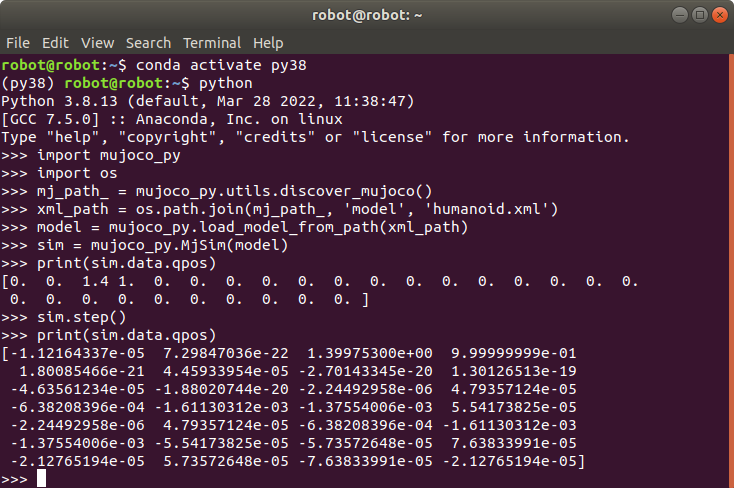 robot@robot: ~
File Edit View Search Terminal Help
robot@robot:~$ conda activate py38
(py38) robot@robot:~$ python
Python 3.8.13 (default, Mar 28 2022, 11:38:47)
[GCC 7.5.0] :: Anaconda, Inc. on linux
Type "help", "copyright", "credits" or "license" for more information.
>>> import mujoco_py
>>> import os
>>> mj_path_ = mujoco_py.utils.discover_mujoco()
>>> xml_path = os.path.join(mj_path_, 'model', 'humanoid.xml')
>>> model = mujoco_py.load_model_from_path(xml_path)
>>> sim = mujoco_py.MjSim(model)
>>> print(sim.data.qpos)
[0.  0.  1.4 1.  0.  0.  0.  0.  0.  0.  0.  0.  0.  0.  0.  0.  0.  0.
 0.  0.  0.  0.  0.  0.  0.  0.  0.  0. ]
>>> sim.step()
>>> print(sim.data.qpos)
[-1.12164337e-05  7.29847036e-22  1.39975300e+00  9.99999999e-01
  1.80085466e-21  4.45933954e-05 -2.70143345e-20  1.30126513e-19
 -4.63561234e-05 -1.88020744e-20 -2.24492958e-06  4.79357124e-05
 -6.38208396e-04 -1.61130312e-03 -1.37554006e-03  5.54173825e-05
 -2.24492958e-06  4.79357124e-05 -6.38208396e-04 -1.61130312e-03
 -1.37554006e-03 -5.54173825e-05 -5.73572648e-05  7.63833991e-05
 -2.12765194e-05  5.73572648e-05 -7.63833991e-05 -2.12765194e-05]
>>>